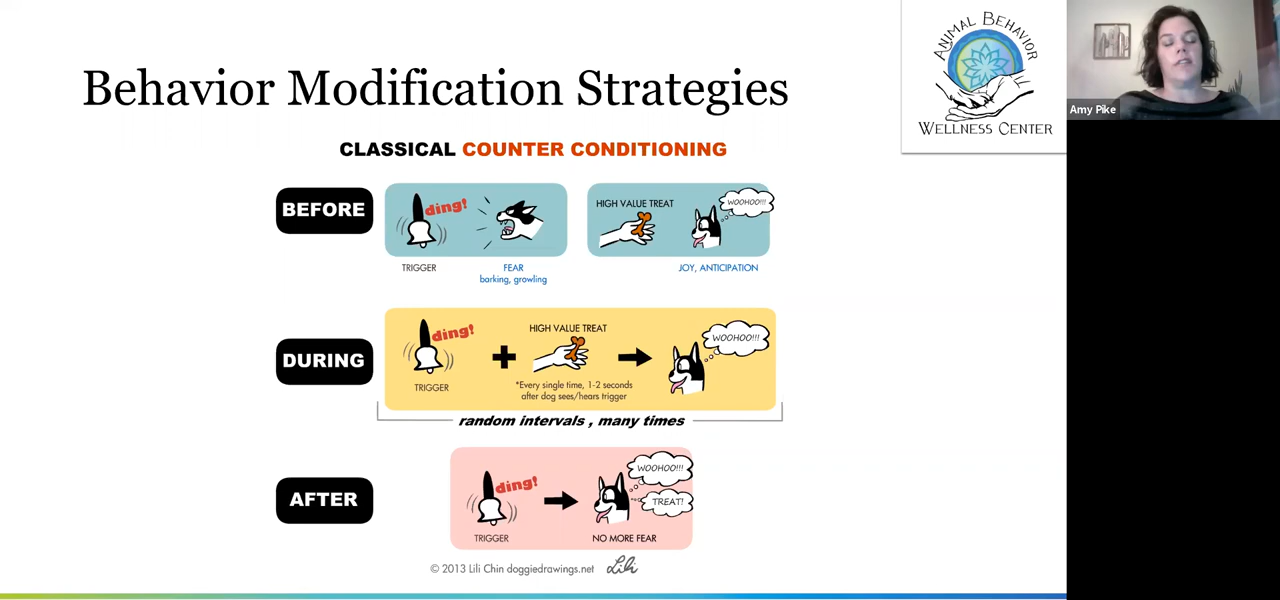 Behavior Modification Strategies
ANIMAL BEHAVIOR
WELLNESS CENTER
Amy Pike
CLASSICAL COUNTER CONDITIONING
BEFORE
ding!
TRIGGER
FEAR
barking, growling
HIGH VALUE TREAT
WOOHOO!!!
JOY, ANTICIPATION
DURING
ding!
TRIGGER
HIGH VALUE TREAT
*Every single time, 1-2 seconds
after dog sees/hears trigger
WOOHOO!!!
random intervals , many times
AFTER
ding!
TRIGGER
WOOHOO!!!
TREAT!
NO MORE FEAR
© 2013 Lili Chin doggiedrawings.net
Lili